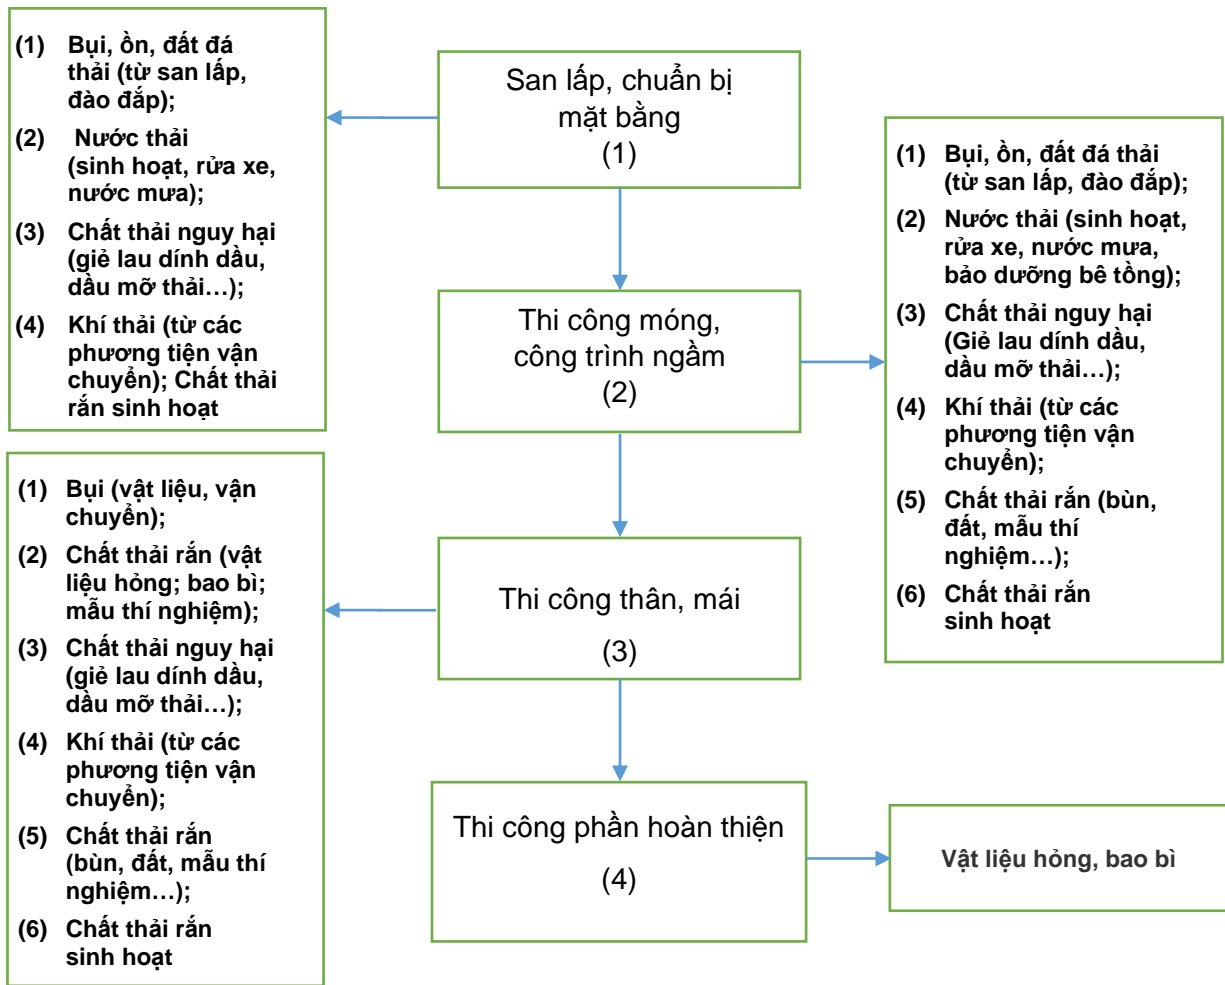 (1) Bụi, ồn, đất đá
thải (từ san lấp,
đào đắp);
(2) Nước thải
(sinh hoạt, rửa xe,
nước mưa);
(3) Chất thải nguy hại
(giẻ lau dính dầu,
dầu mỡ thải…);
(4) Khí thải (từ các
phương tiện vận
chuyển); Chất thải
rắn sinh hoạt
San lấp, chuẩn bị
mặt bằng
(1)
(1) Bụi, ồn, đất đá thải
(từ san lấp, đào đắp);
(2) Nước thải (sinh hoạt,
rửa xe, nước mưa,
bảo dưỡng bê tồng);
(3) Chất thải nguy hại
(Giẻ lau dính dầu,
dầu mỡ thải…);
(4) Khí thải (từ các
phương tiện vận
chuyển);
(5) Chất thải rắn (bùn,
đất, mẫu thí
nghiệm…);
(6) Chất thải rắn
sinh hoạt
Thi công móng,
công trình ngầm
(2)
(1) Bụi (vật liệu, vận
chuyển);
(2) Chất thải rắn (vật
liệu hỏng; bao bì;
mẫu thí nghiệm);
(3) Chất thải nguy hại
(giẻ lau dính dầu,
dầu mỡ thải…);
(4) Khí thải (từ các
phương tiện vận
chuyển);
(5) Chất thải rắn
(bùn, đất, mẫu thí
nghiệm…);
(6) Chất thải rắn
sinh hoạt
Thi công thân, mái
(3)
Thi công phần hoàn thiện
(4)
Vật liệu hỏng, bao bì